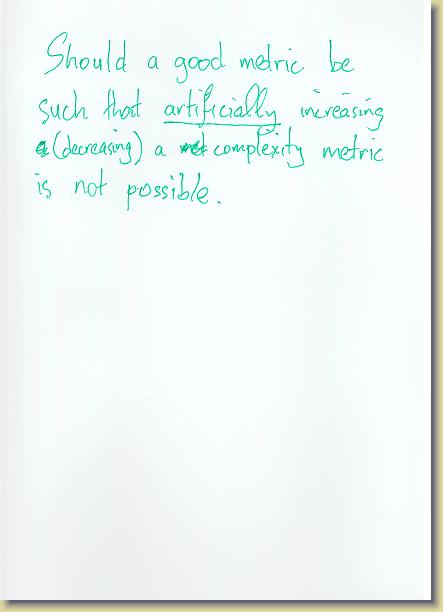 Should a good metric be
such that artificially increasing
(decreasing) a complexity metric
is not possible.